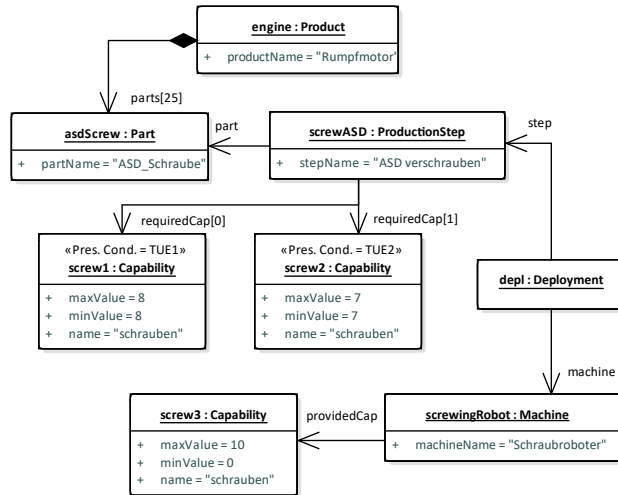 engine : Product
+ productName = "Rumpfmotor"
parts[25]
asdScrew : Part
+ partName = "ASD_Schraube"
part
screwASD : ProductionStep
+ stepName = "ASD verschrauben"
step
requiredCap[0]
requiredCap[1]
«Pres. Cond. = TUE1»
screw1 : Capability
+ maxValue = 8
+ minValue = 8
+ name = "schrauben"
«Pres. Cond. = TUE2»
screw2 : Capability
+ maxValue = 7
+ minValue = 7
+ name = "schrauben"
depl : Deployment
machine
screw3 : Capability
+ maxValue = 10
+ minValue = 0
+ name = "schrauben"
providedCap
screwingRobot : Machine
+ machineName = "Schraubroboter"